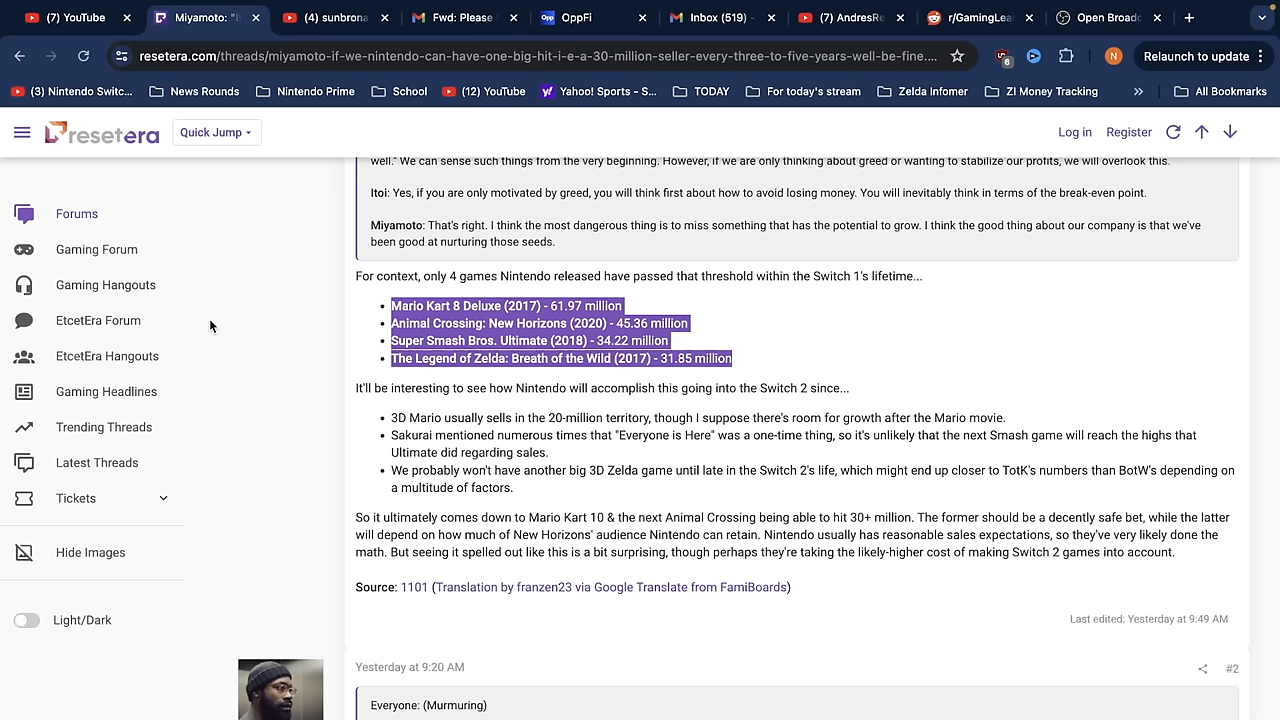 (7) YouTube
Miyamoto: "I
(4) sunbrona
Fwd: Please
Opp OppFi
Inbox (519) -
(7) AndresRe
r/GamingLea
Open Broadc
resetera.com/threads/miyamoto-if-we-nintendo-can-have-one-big-hit-i-e-a-30-million-seller-every-three-to-five-years-well-be-fine....
6
N
Relaunch to update
(3) Nintendo Switc...
News Rounds
Nintendo Prime
School
(12) YouTube
Yahoo! Sports - S...
TODAY
For today's stream
Zelda Infomer
ZI Money Tracking
»
All Bookmarks
resetera
Quick Jump
Log in
Register
well." We can sense such things from the very beginning. However, if we are only thinking about greed or wanting to stabilize our profits, we will overlook this.
Itoi: Yes, if you are only motivated by greed, you will think first about how to avoid losing money. You will inevitably think in terms of the break-even point.
Miyamoto: That's right. I think the most dangerous thing is to miss something that has the potential to grow. I think the good thing about our company is that we've
been good at nurturing those seeds.
For context, only 4 games Nintendo released have passed that threshold within the Switch 1's lifetime...
• Mario Kart 8 Deluxe (2017) - 61.97 million
• Animal Crossing: New Horizons (2020) - 45.36 million
• Super Smash Bros. Ultimate (2018) - 34.22 million
• The Legend of Zelda: Breath of the Wild (2017) - 31.85 million
It'll be interesting to see how Nintendo will accomplish this going into the Switch 2 since...
• 3D Mario usually sells in the 20-million territory, though I suppose there's room for growth after the Mario movie.
• Sakurai mentioned numerous times that "Everyone is Here" was a one-time thing, so it's unlikely that the next Smash game will reach the highs that
Ultimate did regarding sales.
• We probably won't have another big 3D Zelda game until late in the Switch 2's life, which might end up closer to TotK's numbers than BotW's depending on
a multitude of factors.
So it ultimately comes down to Mario Kart 10 & the next Animal Crossing being able to hit 30+ million. The former should be a decently safe bet, while the latter
will depend on how much of New Horizons' audience Nintendo can retain. Nintendo usually has reasonable sales expectations, so they've very likely done the
math. But seeing it spelled out like this is a bit surprising, though perhaps they're taking the likely-higher cost of making Switch 2 games into account.
Source: 1101 (Translation by franzen23 via Google Translate from FamiBoards)
Last edited: Yesterday at 9:49 AM
Yesterday at 9:20 AM
#2
Everyone: (Murmuring)
Forums
Gaming Forum
Gaming Hangouts
EtcetEra Forum
EtcetEra Hangouts
Gaming Headlines
Trending Threads
Latest Threads
Tickets
Hide Images
Light/Dark